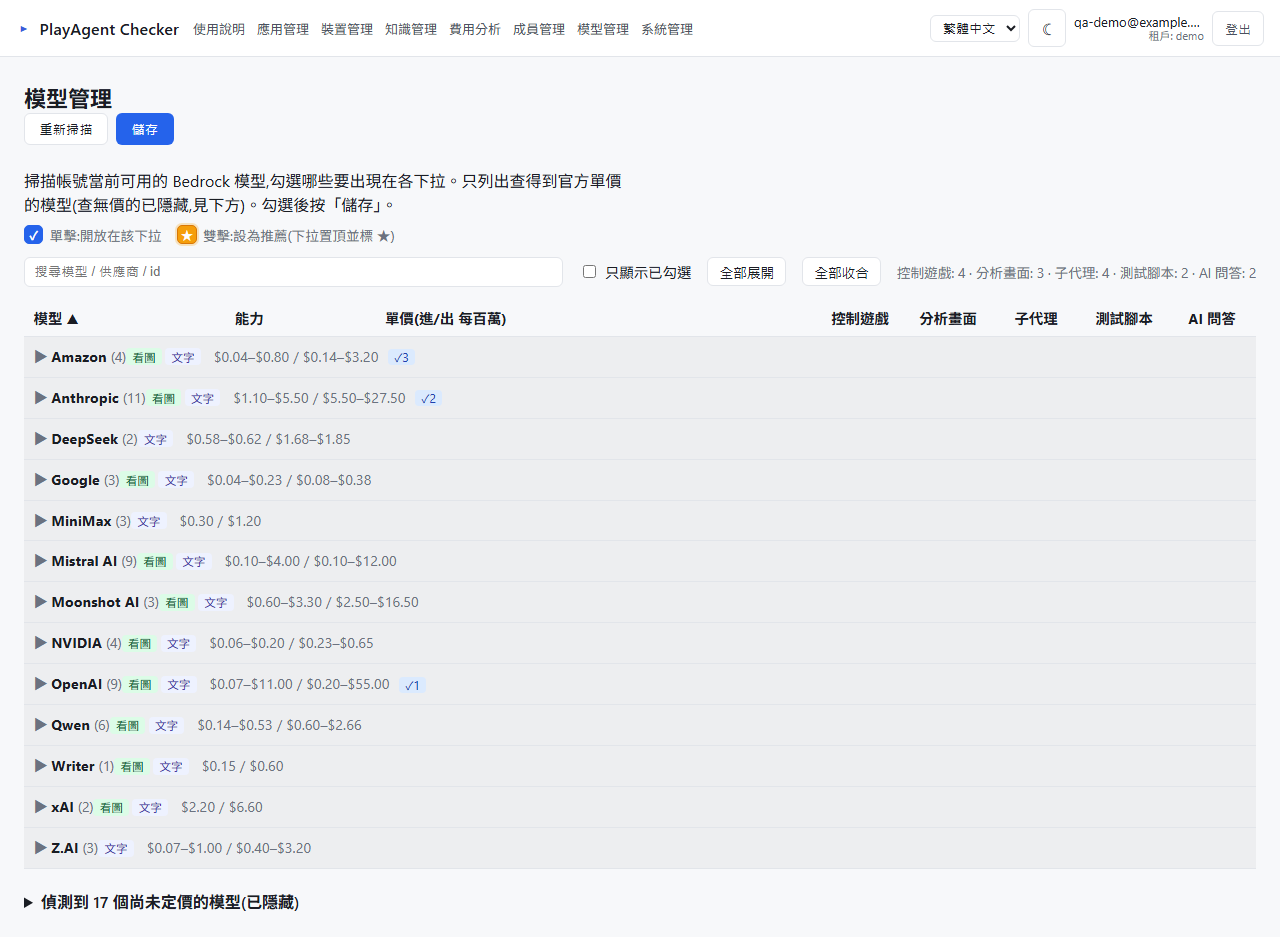 PlayAgent Checker 使用說明 應用管理 裝置管理 知識管理 費用分析 成員管理 模型管理 系統管理 繁體中文 qa-demo@example.... 登出
租戶: demo
模型管理
重新掃描 儲存
掃描帳號當前可用的 Bedrock 模型,勾選哪些要出現在各下拉。只列出查得到官方單價
的模型(查無價的已隱藏,見下方)。勾選後按「儲存」。
✓ 單擊:開放在該下拉 ★ 雙擊:設為推薦(下拉置頂並標 ★)
搜尋模型 / 供應商 / id 只顯示已勾選 全部展開 全部收合 控制遊戲: 4 · 分析畫面: 3 · 子代理: 4 · 測試腳本: 2 · AI 問答: 2
模型 ▲ 能力 單價(進/出 每百萬) 控制遊戲 分析畫面 子代理 測試腳本 AI 問答
▶ Amazon (4) 看圖 文字 $0.04–$0.80 / $0.14–$3.20 ✓3
▶ Anthropic (11) 看圖 文字 $1.10–$5.50 / $5.50–$27.50 ✓2
▶ DeepSeek (2) 文字 $0.58–$0.62 / $1.68–$1.85
▶ Google (3) 看圖 文字 $0.04–$0.23 / $0.08–$0.38
▶ MiniMax (3) 文字 $0.30 / $1.20
▶ Mistral AI (9) 看圖 文字 $0.10–$4.00 / $0.10–$12.00
▶ Moonshot AI (3) 看圖 文字 $0.60–$3.30 / $2.50–$16.50
▶ NVIDIA (4) 看圖 文字 $0.06–$0.20 / $0.23–$0.65
▶ OpenAI (9) 看圖 文字 $0.07–$11.00 / $0.20–$55.00 ✓1
▶ Qwen (6) 看圖 文字 $0.14–$0.53 / $0.60–$2.66
▶ Writer (1) 看圖 文字 $0.15 / $0.60
▶ xAI (2) 看圖 文字 $2.20 / $6.60
▶ Z.AI (3) 文字 $0.07–$1.00 / $0.40–$3.20
▶ 偵測到 17 個尚未定價的模型(已隱藏)